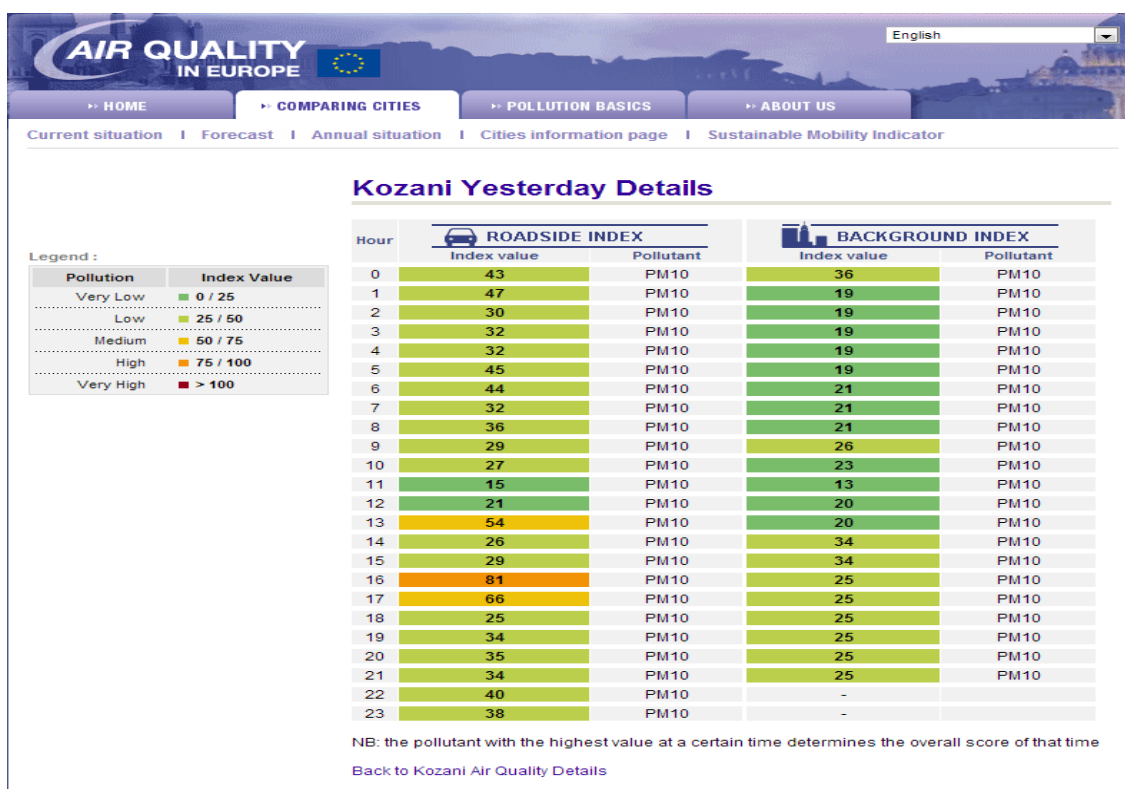 English
AIR QUALITY
IN EUROPE
HOME COMPARING CITIES POLLUTION BASICS ABOUT US
Current situation I Forecast I Annual situation I Cities information page I Sustainable Mobility Indicator
Kozani Yesterday Details
Legend :
Pollution Index Value
Very Low 0 / 25
Low 25 / 50
Medium 50 / 75
High 75 / 100
Very High > 100
Hour ROADSIDE INDEX BACKGROUND INDEX
Index value Pollutant Index value Pollutant
0 43 PM10 36 PM10
1 47 PM10 19 PM10
2 30 PM10 19 PM10
3 32 PM10 19 PM10
4 32 PM10 19 PM10
5 45 PM10 19 PM10
6 44 PM10 21 PM10
7 32 PM10 21 PM10
8 36 PM10 21 PM10
9 29 PM10 26 PM10
10 27 PM10 23 PM10
11 15 PM10 13 PM10
12 21 PM10 20 PM10
13 54 PM10 20 PM10
14 26 PM10 34 PM10
15 29 PM10 34 PM10
16 81 PM10 25 PM10
17 66 PM10 25 PM10
18 25 PM10 25 PM10
19 34 PM10 25 PM10
20 35 PM10 25 PM10
21 34 PM10 25 PM10
22 40 PM10 -
23 38 PM10 -
NB: the pollutant with the highest value at a certain time determines the overall score of that time
Back to Kozani Air Quality Details